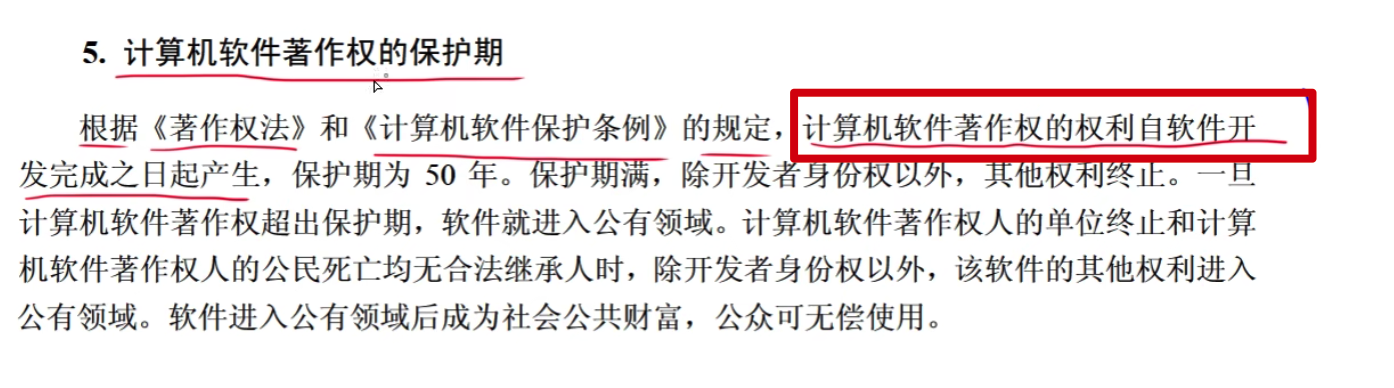 5. 计算机软件著作权的保护期
根据《著作权法》和《计算机软件保护条例》的规定，计算机软件著作权的权利自软件开
发完成之日起产生，保护期为 50 年。保护期满，除开发者身份权以外，其他权利终止。一旦
计算机软件著作权超出保护期，软件就进入公有领域。计算机软件著作权人的单位终止和计算
机软件著作权人的公民死亡均无合法继承人时，除开发者身份权以外，该软件的其他权利进入
公有领域。软件进入公有领域后成为社会公共财富，公众可无偿使用。